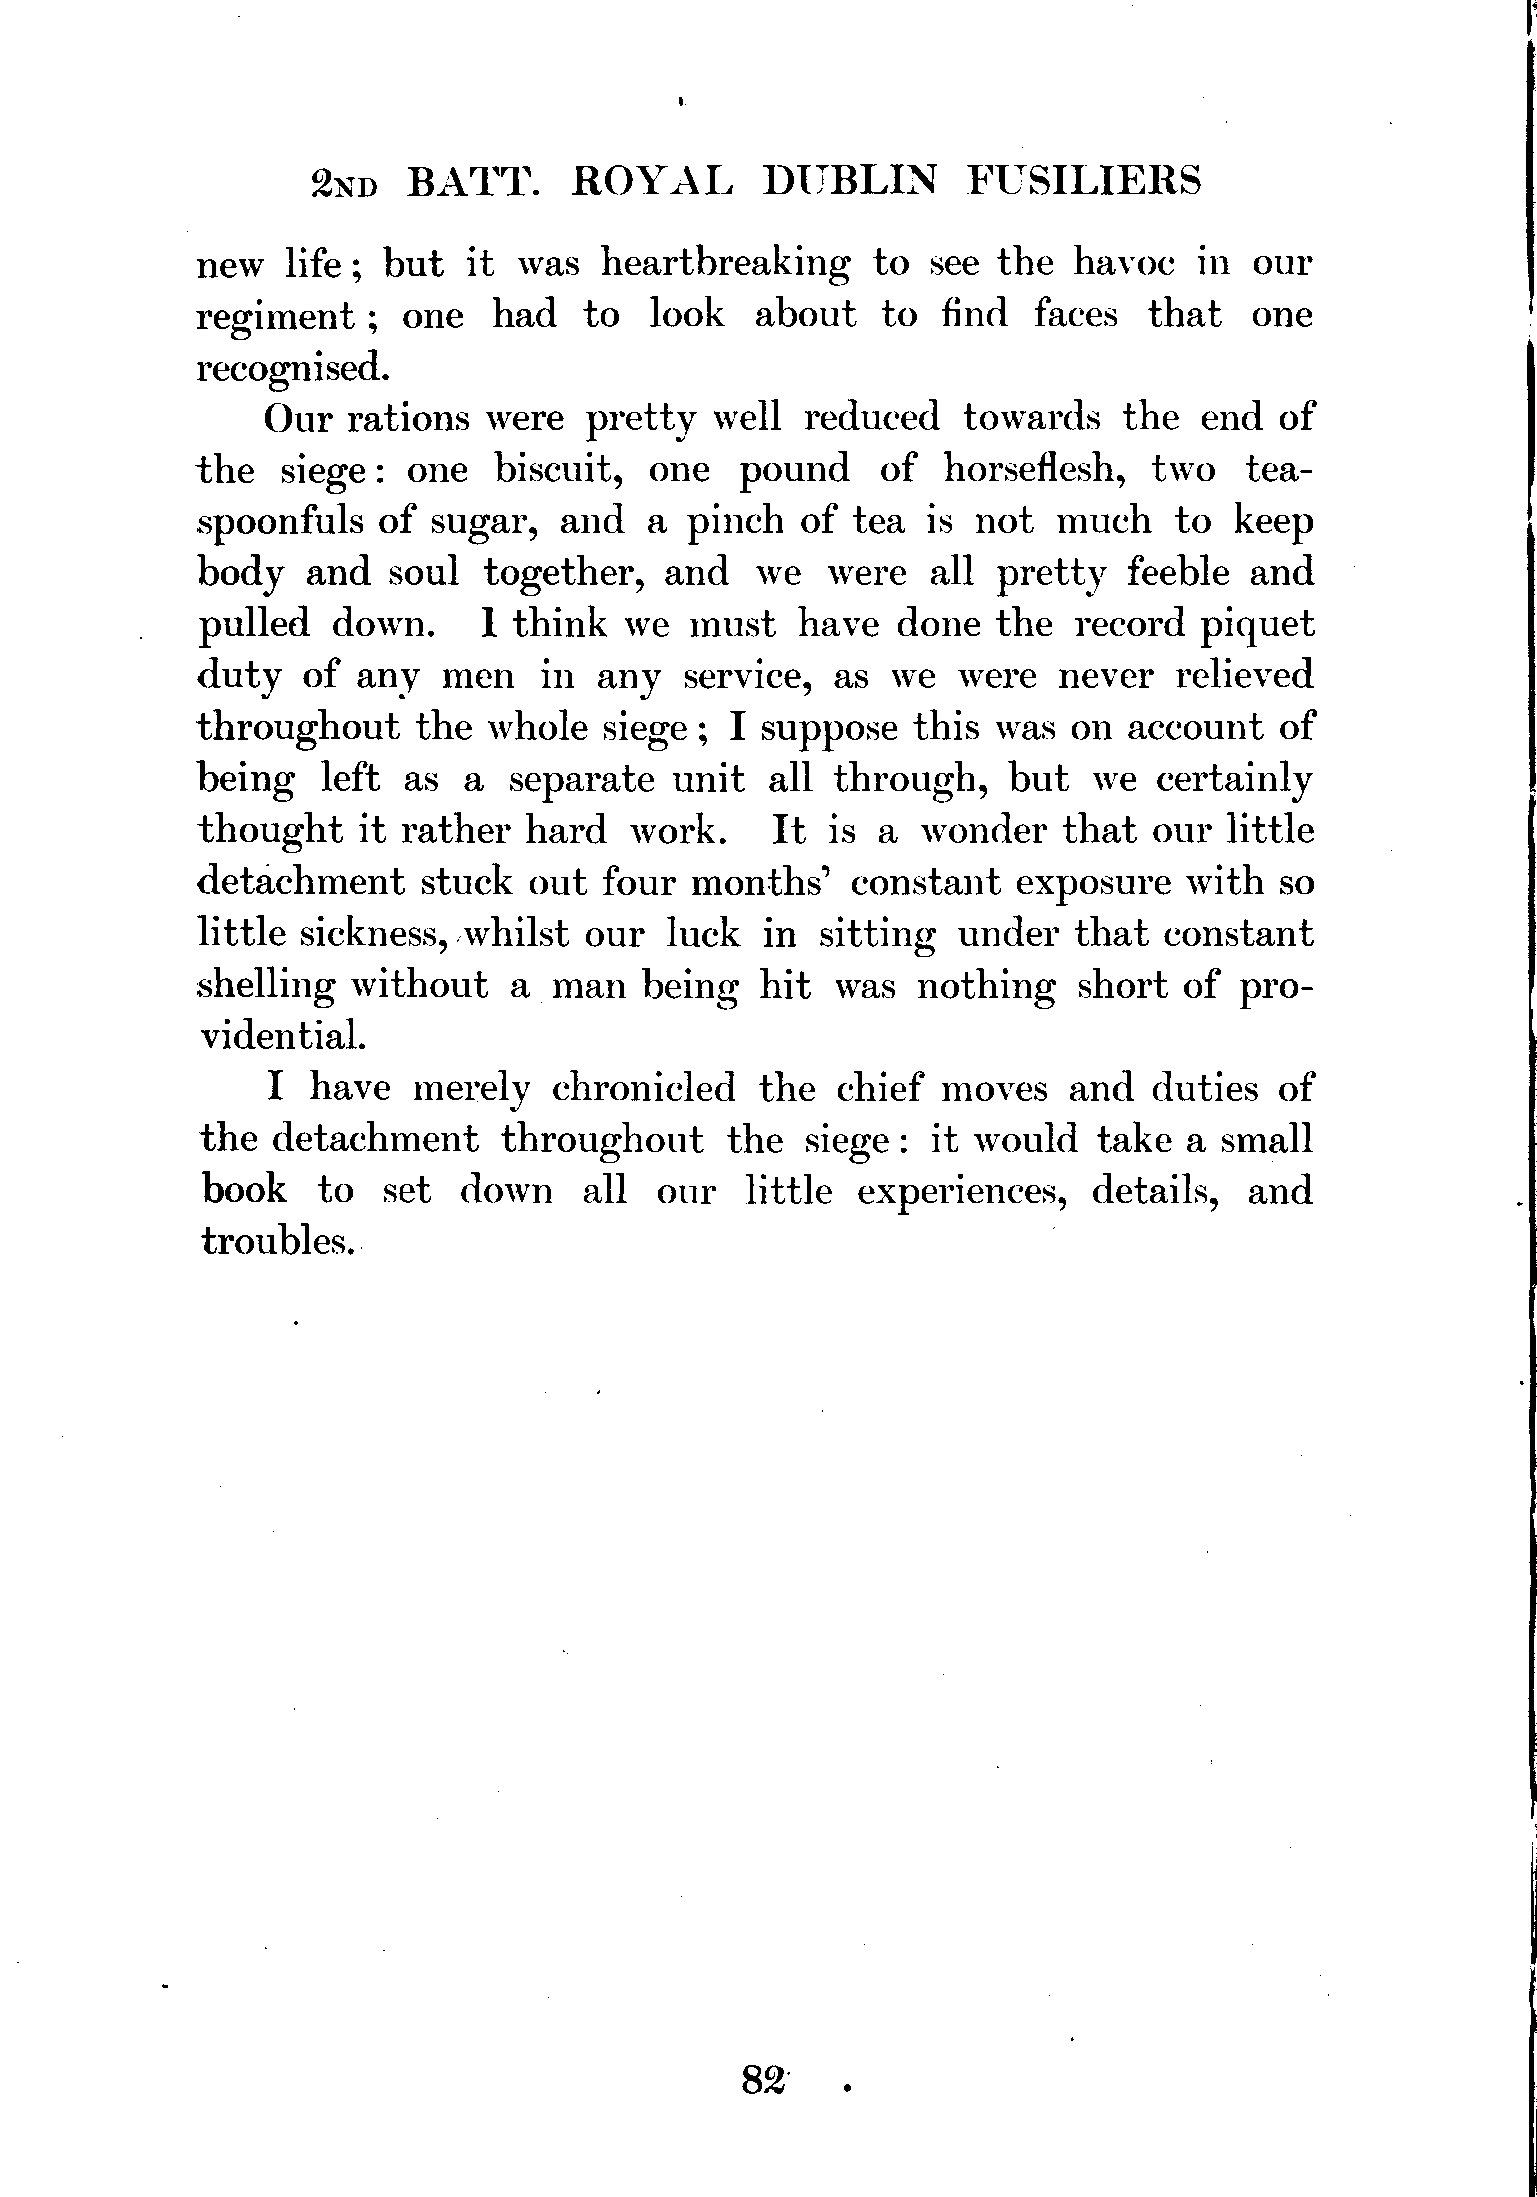 2ND BATT. ROYAL DUBLIN FUSILIERS
new life ; but it was heartbreaking to see the havoc in our
regiment ; one had to look about to find faces that one
recognised.
Our rations were pretty well reduced towards the end of
the siege : one biscuit, one pound of horseflesh, two tea-
spoonfuls of sugar, and a pinch of tea is not much to keep
body and soul together, and we were all pretty feeble and
pulled down. I think we must have done the record piquet
duty of any men in any service, as we were never relieved
throughout the whole siege ; I suppose this was on account of
being left as a separate unit all through, but we certainly
thought it rather hard work. It is a wonder that our little
detachment stuck out four months' constant exposure with so
little sickness, whilst our luck in sitting under that constant
shelling without a man being hit was nothing short of pro-
vidential.
I have merely chronicled the chief moves and duties of
the detachment throughout the siege : it would take a small
book to set down all our little experiences, details, and
troubles.
82